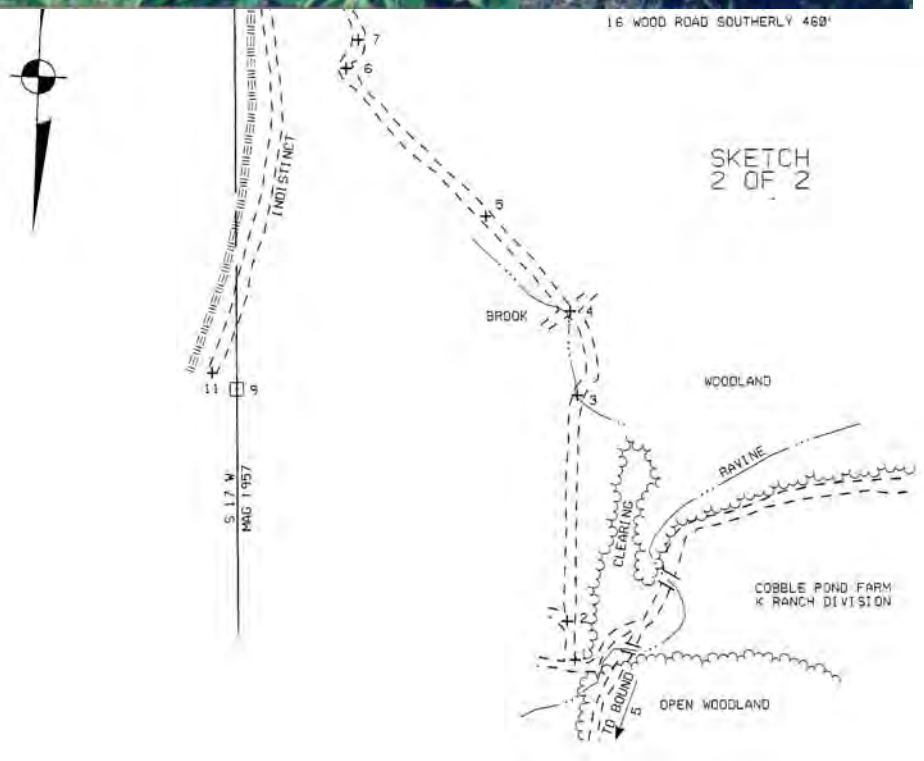 16 WOOD ROAD SOUTHERLY 460'
7
6
SKETCH
2 OF 2
INDISTINCT
5
BROOK
4
WOODLAND
11
9
3
RAVINE
S 17 W
MAG 1957
CLEARING
COBBLE POND FARM
K RANCH DIVISION
2
TO BOUND
5
OPEN WOODLAND